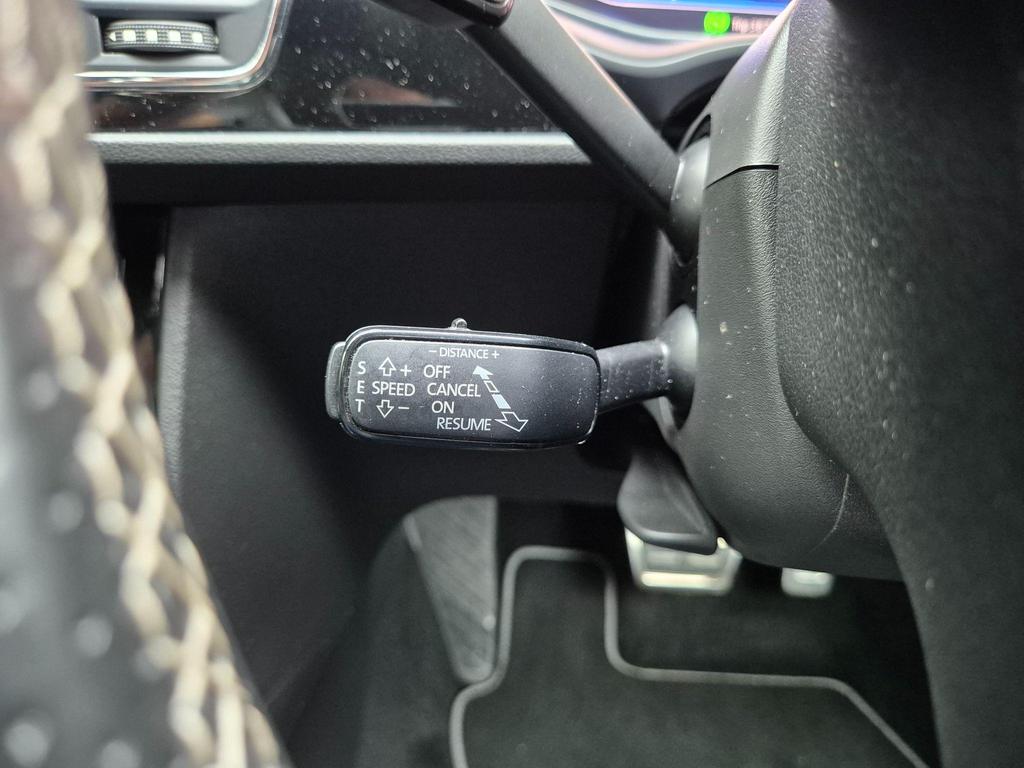 − DISTANCE +
S + OFF
E SPEED CANCEL
T − ON
RESUME